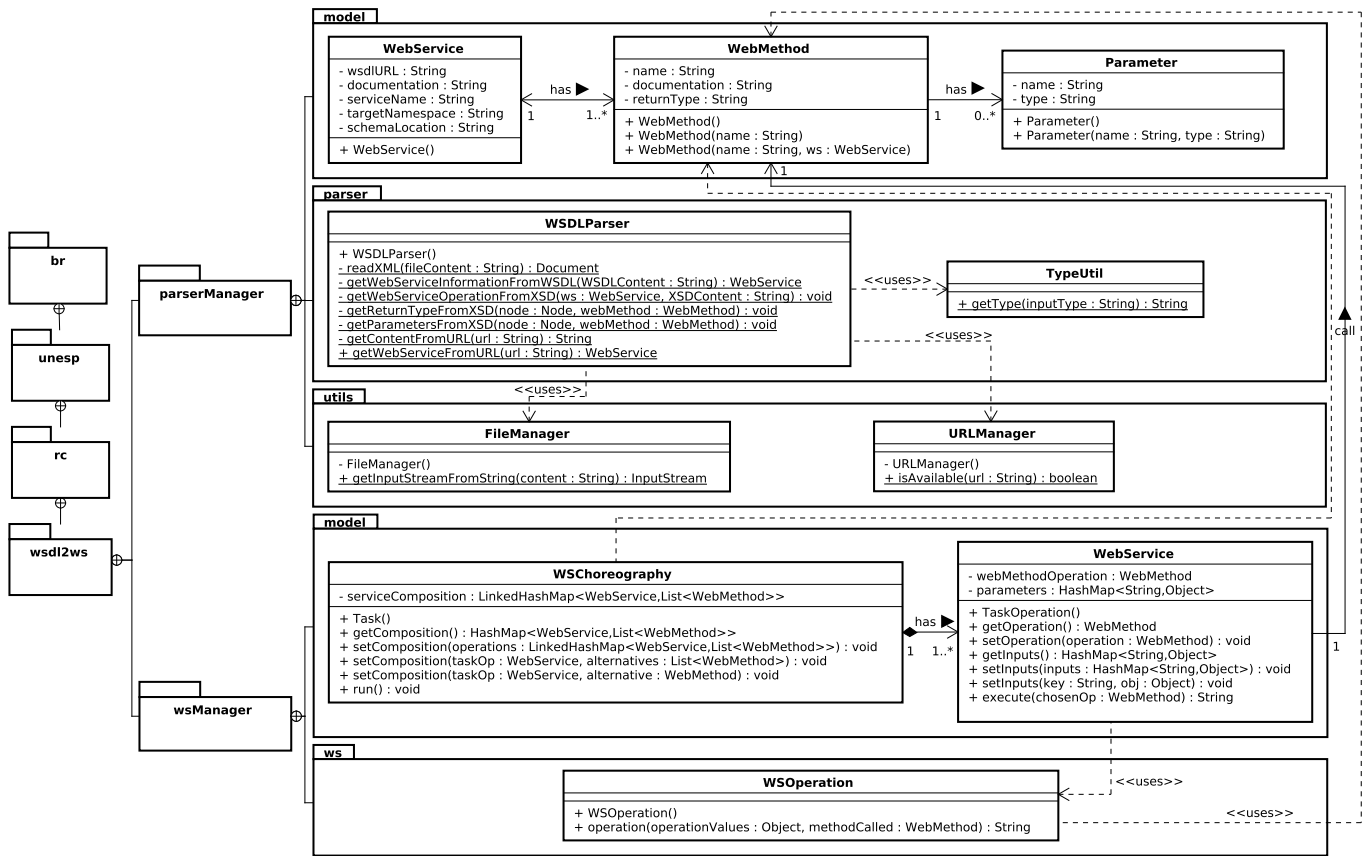 model
WebService
- wsdlURL : String
- documentation : String
- serviceName : String
- targetNamespace : String
- schemaLocation : String
+ WebService()
has
1
1..*
WebMethod
- name : String
- documentation : String
- returnType : String
+ WebMethod()
+ WebMethod(name : String)
+ WebMethod(name : String, ws : WebService)
has
1
0..*
Parameter
- name : String
- type : String
+ Parameter()
+ Parameter(name : String, type : String)
1
parser
WSDLParser
+ WSDLParser()
- readXML(fileContent : String) : Document
- getWebServiceInformationFromWSDL(WSDLContent : String) : WebService
- getWebServiceOperationFromXSD(ws : WebService, XSDContent : String) : void
- getReturnTypeFromXSD(node : Node, webMethod : WebMethod) : void
- getParametersFromXSD(node : Node, webMethod : WebMethod) : void
- getContentFromURL(url : String) : String
+ getWebServiceFromURL(url : String) : WebService
<<uses>>
TypeUtil
+ getType(inputType : String) : String
<<uses>>
<<uses>>
call
br
unesp
rc
wsdl2ws
parserManager
utils
FileManager
- FileManager()
+ getInputStreamFromString(content : String) : InputStream
URLManager
- URLManager()
+ isAvailable(url : String) : boolean
wsManager
model
WSChoreography
- serviceComposition : LinkedHashMap<WebService,List<WebMethod>>
+ Task()
+ getComposition() : HashMap<WebService,List<WebMethod>>
+ setComposition(operations : LinkedHashMap<WebService,List<WebMethod>>) : void
+ setComposition(taskOp : WebService, alternatives : List<WebMethod>) : void
+ setComposition(taskOp : WebService, alternative : WebMethod) : void
+ run() : void
has
1
1..*
WebService
- webMethodOperation : WebMethod
- parameters : HashMap<String,Object>
+ TaskOperation()
+ getOperation() : WebMethod
+ setOperation(operation : WebMethod) : void
+ getInputs() : HashMap<String,Object>
+ setInputs(inputs : HashMap<String,Object>) : void
+ setInputs(key : String, obj : Object) : void
+ execute(chosenOp : WebMethod) : String
1
ws
<<uses>>
WSOperation
+ WSOperation()
+ operation(operationValues : Object, methodCalled : WebMethod) : String
<<uses>>